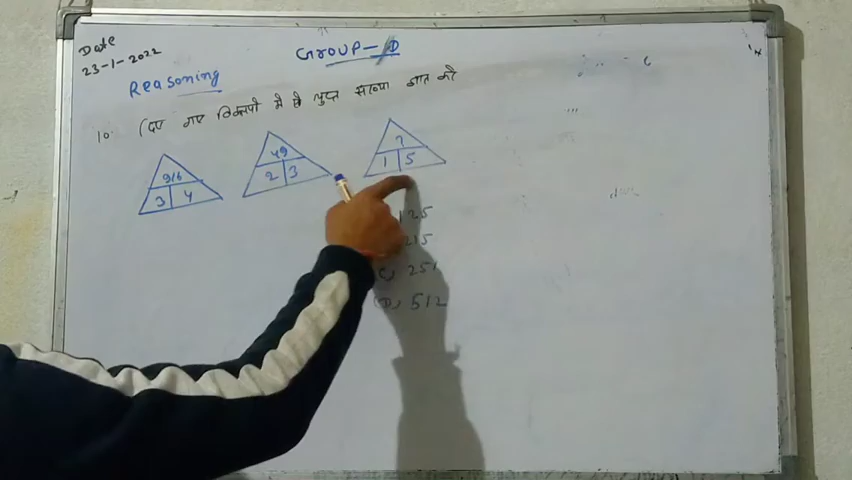 Date
23-1-2022
GROUP-D
Reasoning
10. दिए गए विकल्पों में से लुप्त संख्या ज्ञात करो
916
3 4
49
2 3
?
1 5
125
215
C) 251
(D) 512